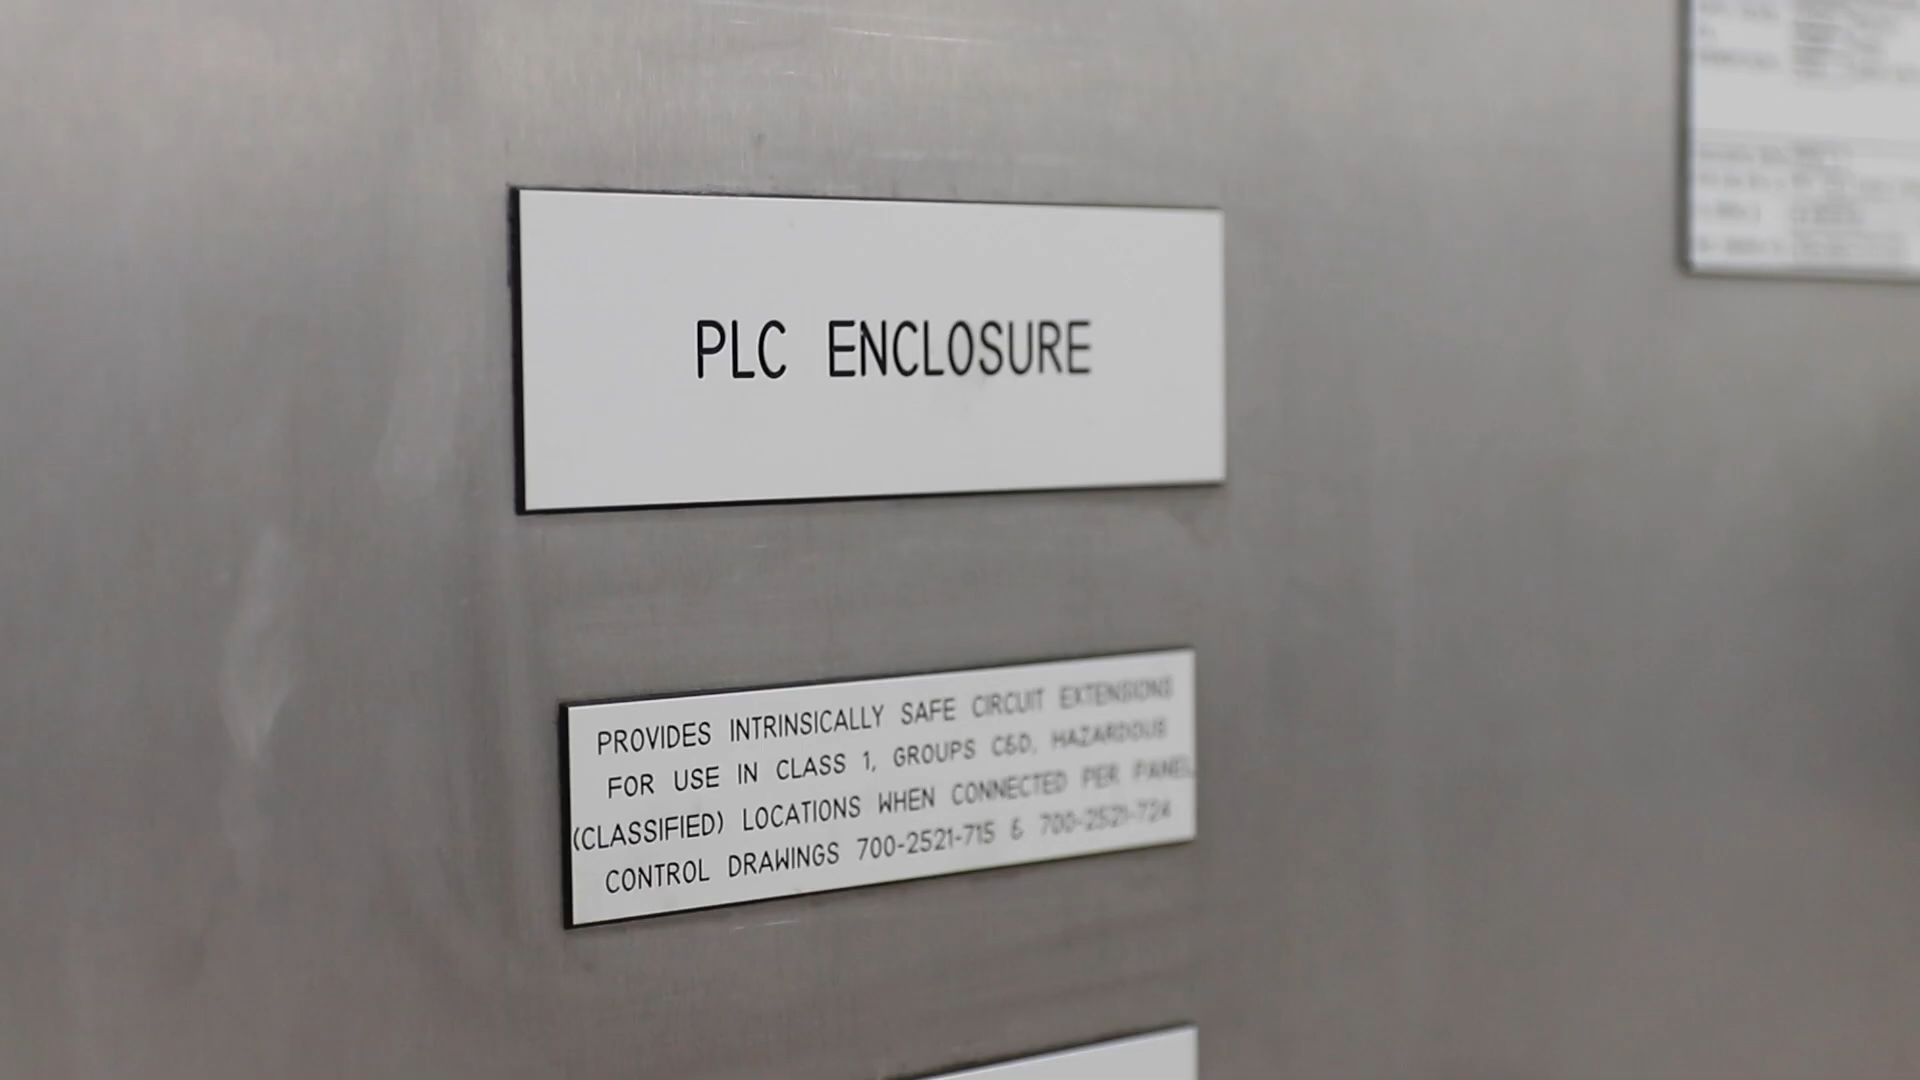 PLC ENCLOSURE
PROVIDES INTRINSICALLY SAFE CIRCUIT EXTENSIONS
FOR USE IN CLASS 1, GROUPS C&D, HAZARDOUS
(CLASSIFIED) LOCATIONS WHEN CONNECTED PER PANEL
CONTROL DRAWINGS 700-2521-715 & 700-2521-724